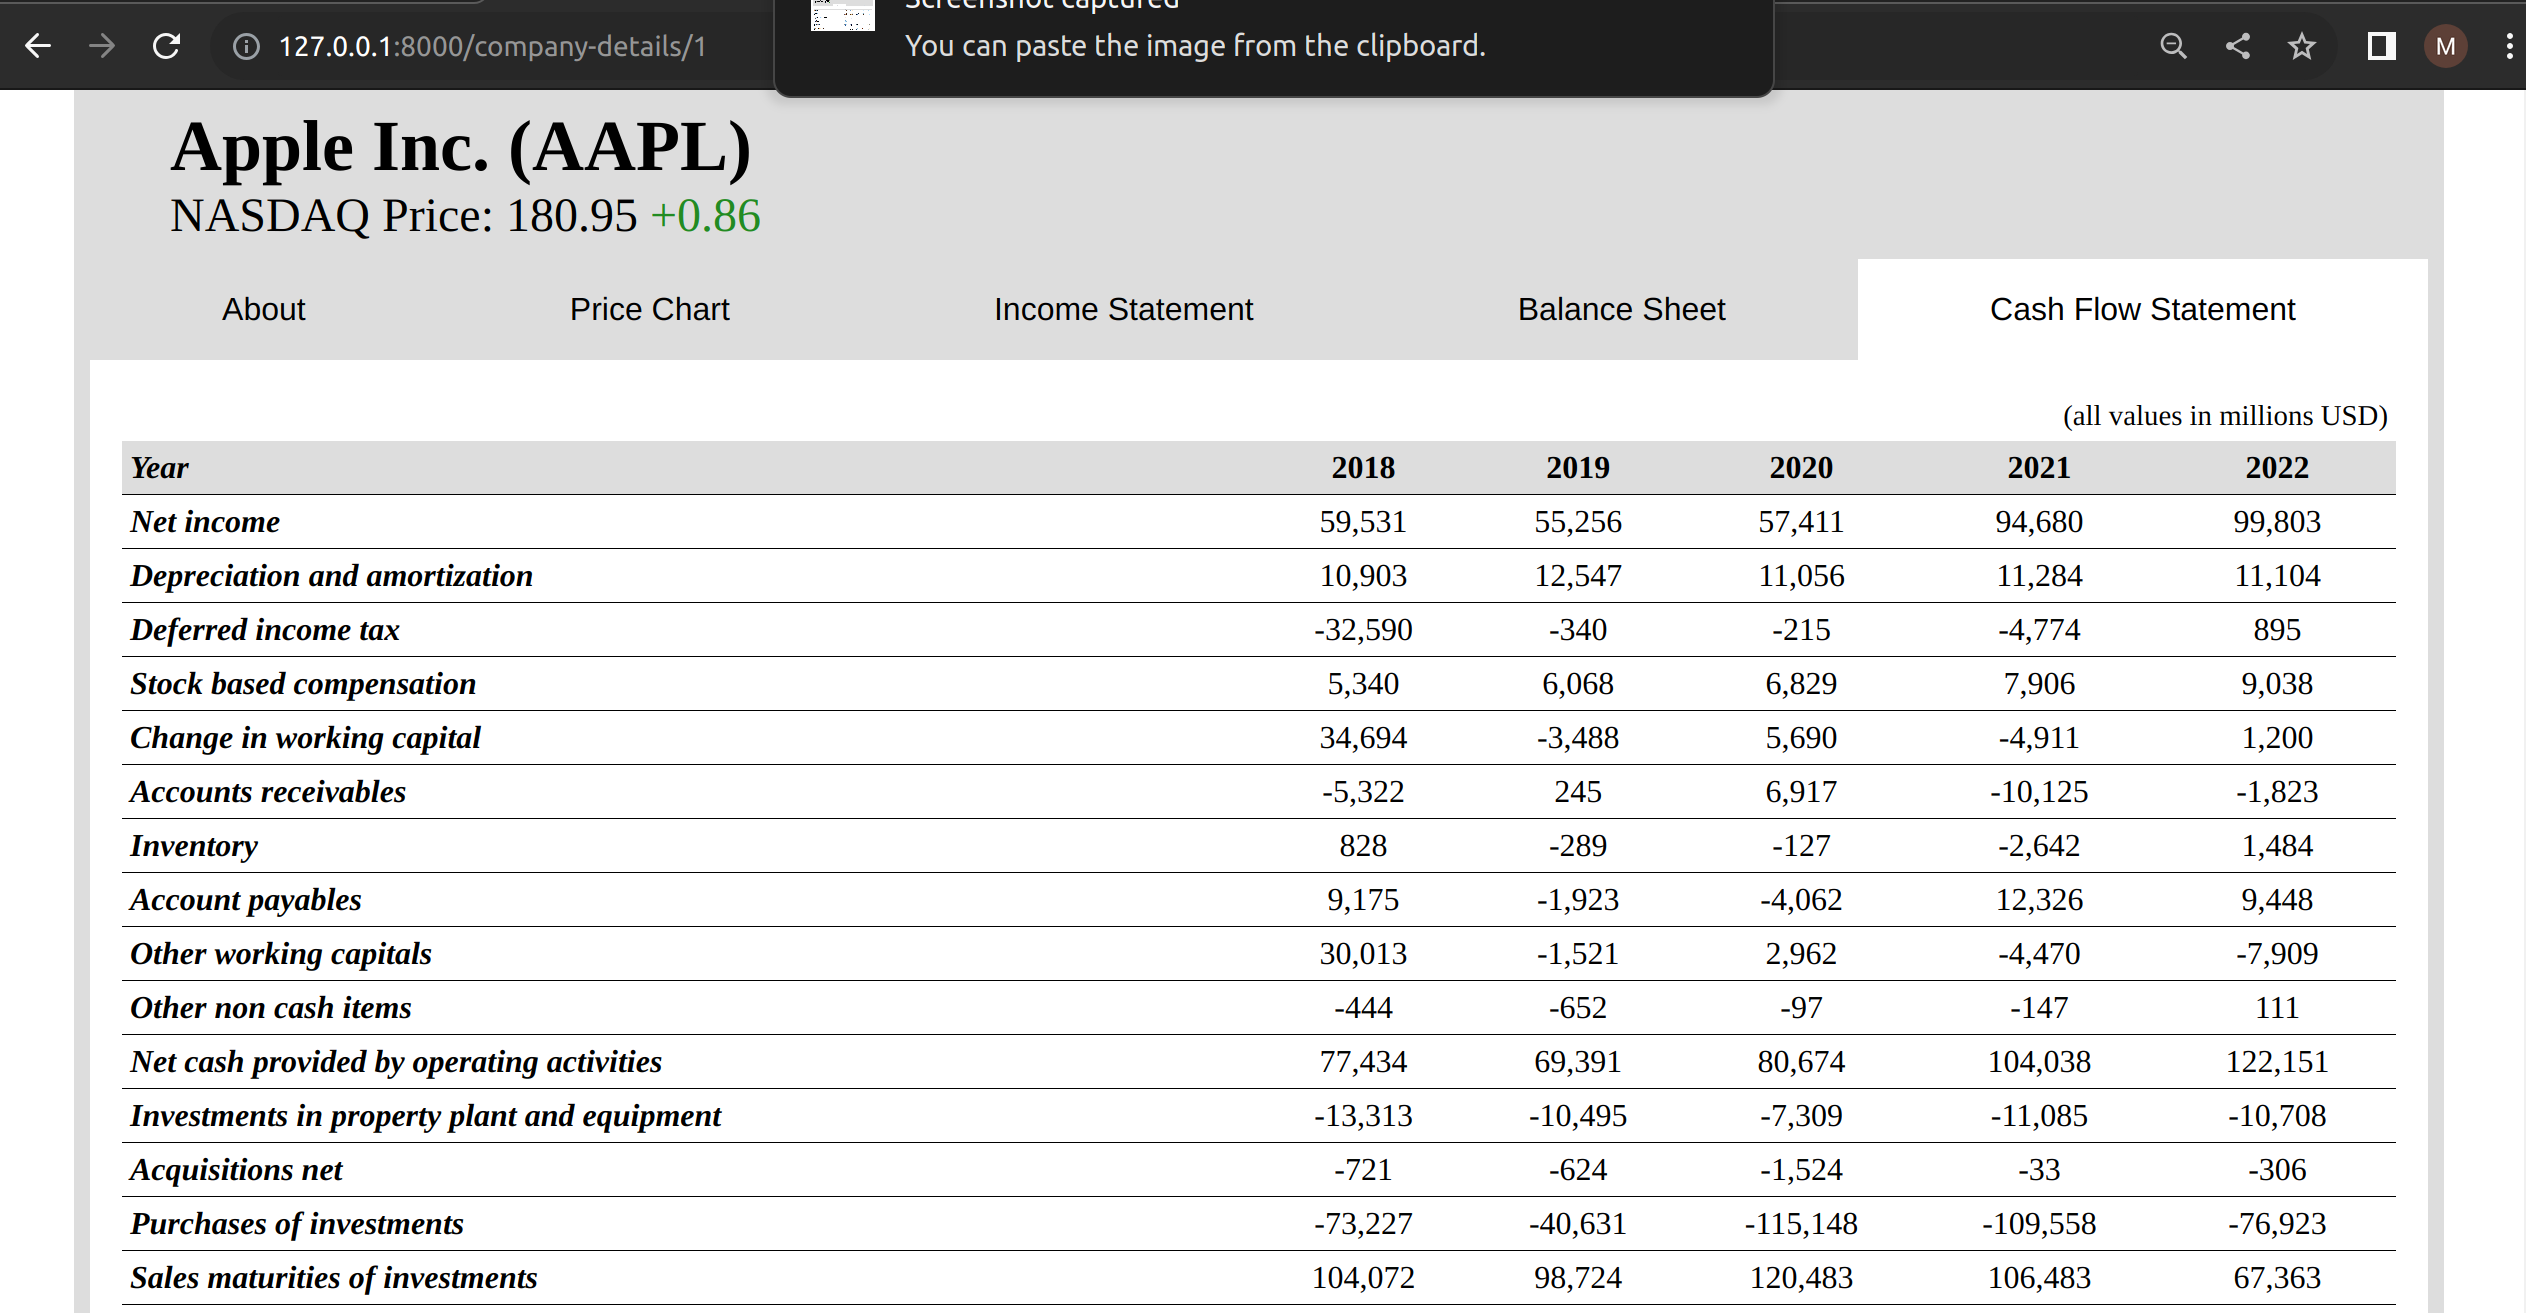 Screenshot captured
You can paste the image from the clipboard.
127.0.0.1:8000/company-details/1
M
Apple Inc. (AAPL)
NASDAQ Price: 180.95 +0.86
About Price Chart Income Statement Balance Sheet Cash Flow Statement
(all values in millions USD)
Year 2018 2019 2020 2021 2022
Net income 59,531 55,256 57,411 94,680 99,803
Depreciation and amortization 10,903 12,547 11,056 11,284 11,104
Deferred income tax -32,590 -340 -215 -4,774 895
Stock based compensation 5,340 6,068 6,829 7,906 9,038
Change in working capital 34,694 -3,488 5,690 -4,911 1,200
Accounts receivables -5,322 245 6,917 -10,125 -1,823
Inventory 828 -289 -127 -2,642 1,484
Account payables 9,175 -1,923 -4,062 12,326 9,448
Other working capitals 30,013 -1,521 2,962 -4,470 -7,909
Other non cash items -444 -652 -97 -147 111
Net cash provided by operating activities 77,434 69,391 80,674 104,038 122,151
Investments in property plant and equipment -13,313 -10,495 -7,309 -11,085 -10,708
Acquisitions net -721 -624 -1,524 -33 -306
Purchases of investments -73,227 -40,631 -115,148 -109,558 -76,923
Sales maturities of investments 104,072 98,724 120,483 106,483 67,363